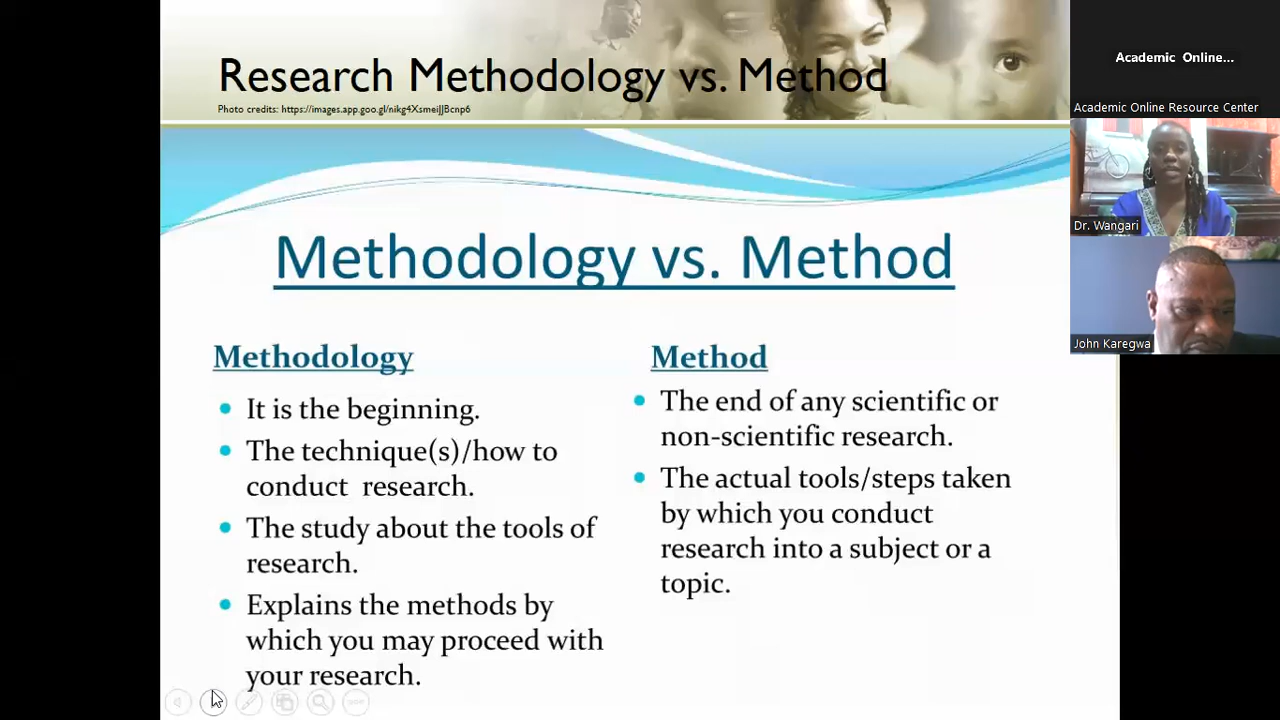 Research Methodology vs. Method
Photo credits: https://images.app.goo.gl/nikg4XsmeiJJBcnp6
Methodology vs. Method
Methodology
It is the beginning.
The technique(s)/how to
conduct research.
The study about the tools of
research.
Explains the methods by
which you may proceed with
your research.
Method
The end of any scientific or
non-scientific research.
The actual tools/steps taken
by which you conduct
research into a subject or a
topic.
Academic Online...
Academic Online Resource Center
Dr. Wangari
John Karegwa